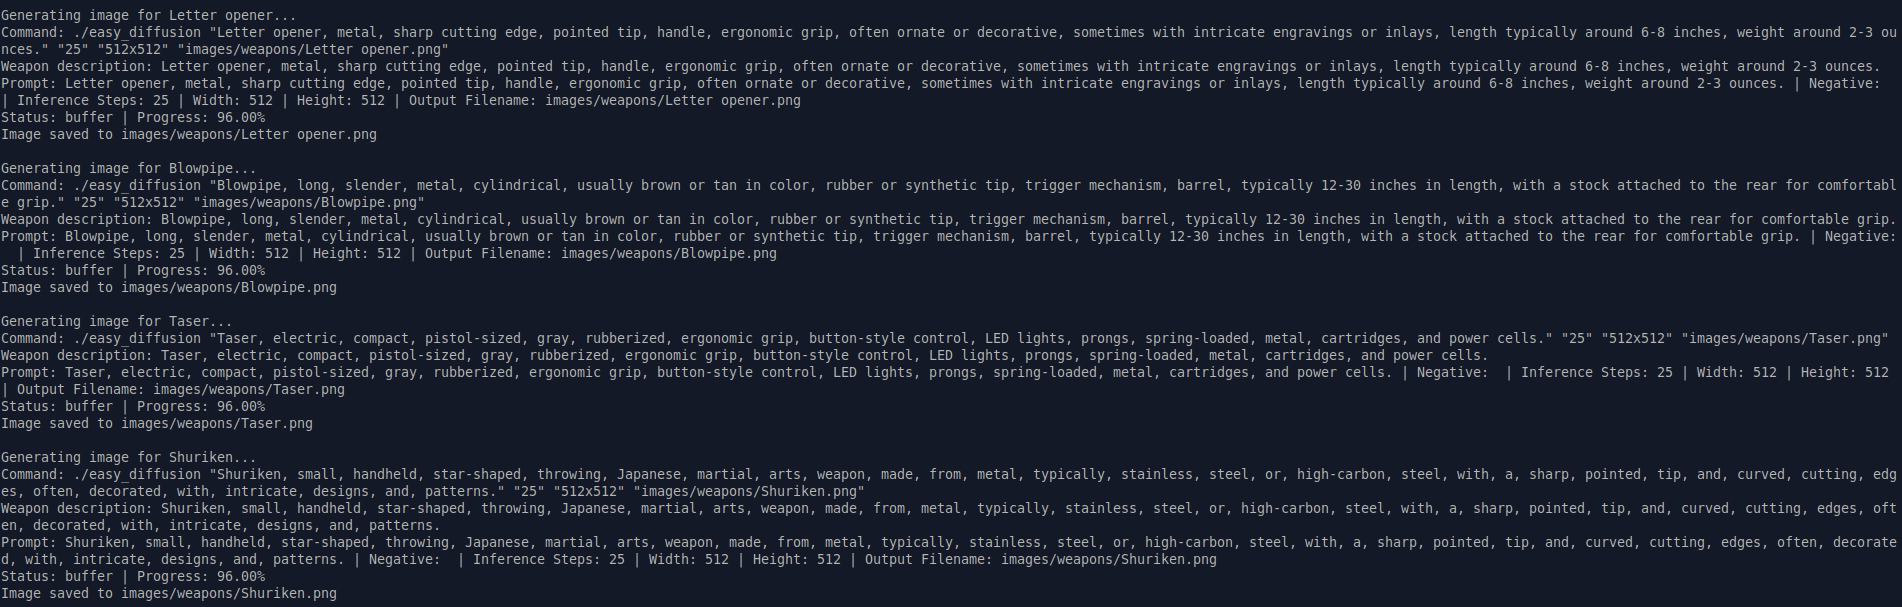 Generating image for Letter opener...
Command: ./easy_diffusion "Letter opener, metal, sharp cutting edge, pointed tip, handle, ergonomic grip, often ornate or decorative, sometimes with intricate engravings or inlays, length typically around 6-8 inches, weight around 2-3 ou
nces." "25" "512x512" "images/weapons/Letter opener.png"
Weapon description: Letter opener, metal, sharp cutting edge, pointed tip, handle, ergonomic grip, often ornate or decorative, sometimes with intricate engravings or inlays, length typically around 6-8 inches, weight around 2-3 ounces.
Prompt: Letter opener, metal, sharp cutting edge, pointed tip, handle, ergonomic grip, often ornate or decorative, sometimes with intricate engravings or inlays, length typically around 6-8 inches, weight around 2-3 ounces. | Negative:
| Inference Steps: 25 | Width: 512 | Height: 512 | Output Filename: images/weapons/Letter opener.png
Status: buffer | Progress: 96.00%
Image saved to images/weapons/Letter opener.png

Generating image for Blowpipe...
Command: ./easy_diffusion "Blowpipe, long, slender, metal, cylindrical, usually brown or tan in color, rubber or synthetic tip, trigger mechanism, barrel, typically 12-30 inches in length, with a stock attached to the rear for comfortabl
e grip." "25" "512x512" "images/weapons/Blowpipe.png"
Weapon description: Blowpipe, long, slender, metal, cylindrical, usually brown or tan in color, rubber or synthetic tip, trigger mechanism, barrel, typically 12-30 inches in length, with a stock attached to the rear for comfortable grip.
Prompt: Blowpipe, long, slender, metal, cylindrical, usually brown or tan in color, rubber or synthetic tip, trigger mechanism, barrel, typically 12-30 inches in length, with a stock attached to the rear for comfortable grip. | Negative:
| Inference Steps: 25 | Width: 512 | Height: 512 | Output Filename: images/weapons/Blowpipe.png
Status: buffer | Progress: 96.00%
Image saved to images/weapons/Blowpipe.png

Generating image for Taser...
Command: ./easy_diffusion "Taser, electric, compact, pistol-sized, gray, rubberized, ergonomic grip, button-style control, LED lights, prongs, spring-loaded, metal, cartridges, and power cells." "25" "512x512" "images/weapons/Taser.png"
Weapon description: Taser, electric, compact, pistol-sized, gray, rubberized, ergonomic grip, button-style control, LED lights, prongs, spring-loaded, metal, cartridges, and power cells.
Prompt: Taser, electric, compact, pistol-sized, gray, rubberized, ergonomic grip, button-style control, LED lights, prongs, spring-loaded, metal, cartridges, and power cells. | Negative:  | Inference Steps: 25 | Width: 512 | Height: 512
| Output Filename: images/weapons/Taser.png
Status: buffer | Progress: 96.00%
Image saved to images/weapons/Taser.png

Generating image for Shuriken...
Command: ./easy_diffusion "Shuriken, small, handheld, star-shaped, throwing, Japanese, martial, arts, weapon, made, from, metal, typically, stainless, steel, or, high-carbon, steel, with, a, sharp, pointed, tip, and, curved, cutting, edg
es, often, decorated, with, intricate, designs, and, patterns." "25" "512x512" "images/weapons/Shuriken.png"
Weapon description: Shuriken, small, handheld, star-shaped, throwing, Japanese, martial, arts, weapon, made, from, metal, typically, stainless, steel, or, high-carbon, steel, with, a, sharp, pointed, tip, and, curved, cutting, edges, oft
en, decorated, with, intricate, designs, and, patterns.
Prompt: Shuriken, small, handheld, star-shaped, throwing, Japanese, martial, arts, weapon, made, from, metal, typically, stainless, steel, or, high-carbon, steel, with, a, sharp, pointed, tip, and, curved, cutting, edges, often, decorate
d, with, intricate, designs, and, patterns. | Negative:  | Inference Steps: 25 | Width: 512 | Height: 512 | Output Filename: images/weapons/Shuriken.png
Status: buffer | Progress: 96.00%
Image saved to images/weapons/Shuriken.png